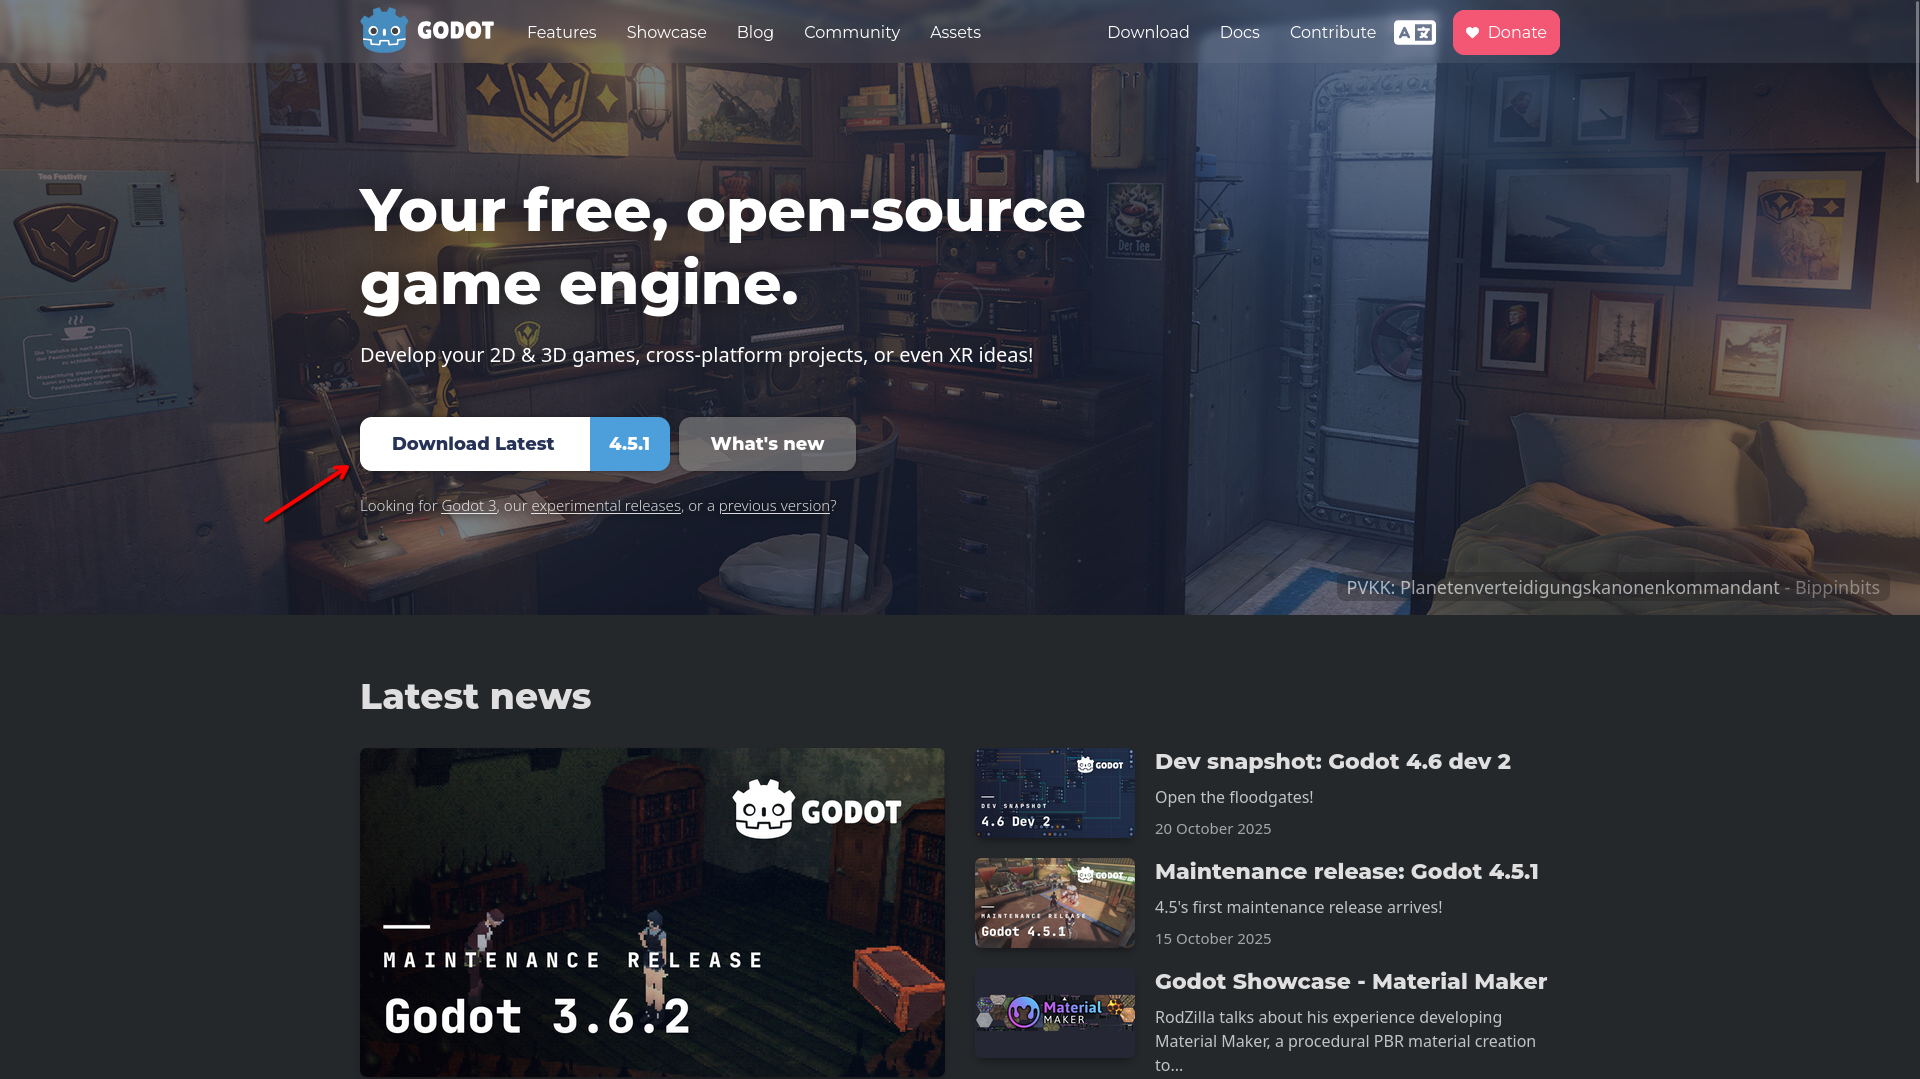 GODOT
Features
Showcase
Blog
Community
Assets
Download
Docs
Contribute
Donate
Tea Festivity
Der Tee
Your free, open-source
game engine.
Develop your 2D & 3D games, cross-platform projects, or even XR ideas!
Download Latest
4.5.1
What's new
Looking for Godot 3, our experimental releases, or a previous version?
PVKK: Planetenverteidigungskanonenkommandant - Bippinbits
Latest news
GODOT
MAINTENANCE RELEASE
Godot 3.6.2
GODOT
DEV SNAPSHOT
4.6 Dev 2
Dev snapshot: Godot 4.6 dev 2
Open the floodgates!
20 October 2025
GODOT
MAINTENANCE RELEASE
Godot 4.5.1
Maintenance release: Godot 4.5.1
4.5's first maintenance release arrives!
15 October 2025
Material
MAKER
Godot Showcase - Material Maker
RodZilla talks about his experience developing
Material Maker, a procedural PBR material creation
to...